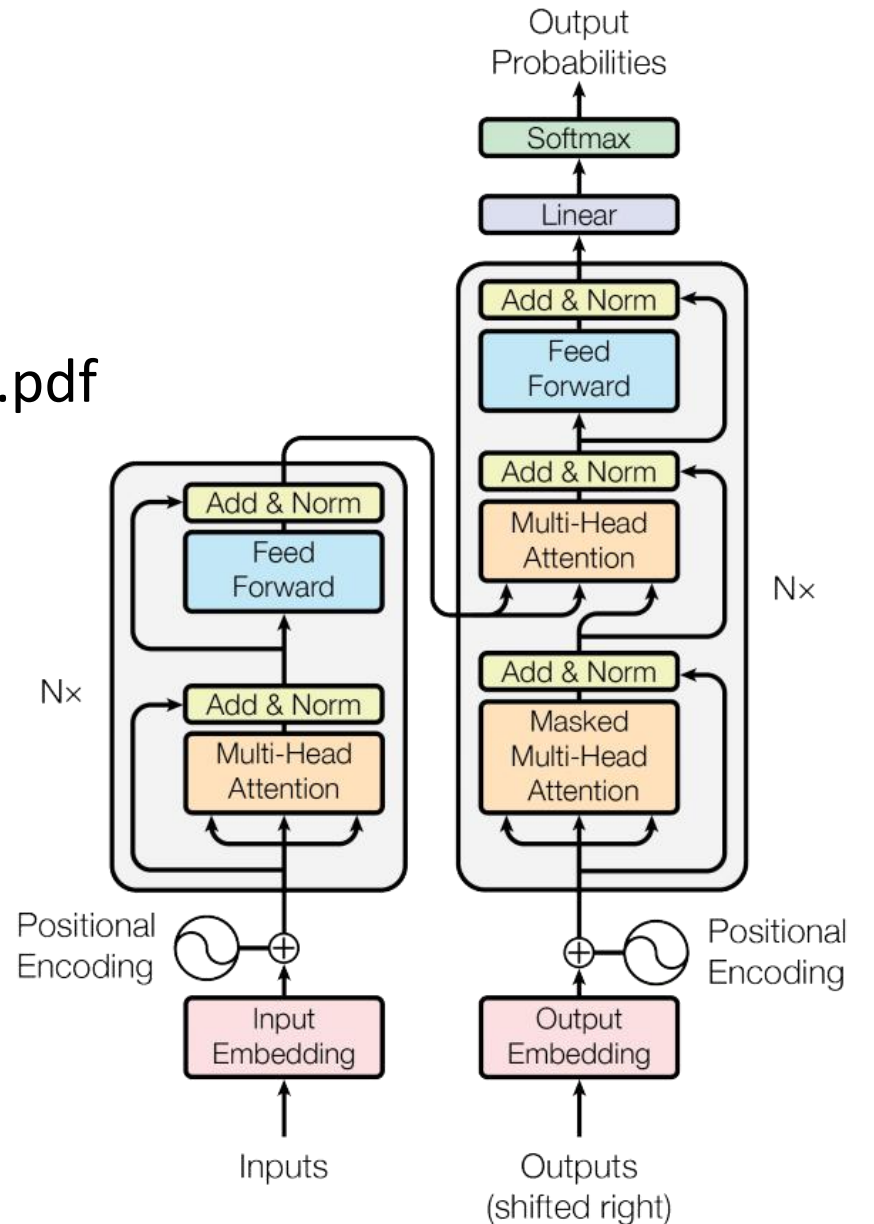 Output
Probabilities
Softmax
Linear
Add & Norm
Feed
Forward
Add & Norm
Multi-Head
Attention
N×
Add & Norm
Masked
Multi-Head
Attention
Positional
Encoding
Output
Embedding
Outputs
(shifted right)
.pdf
Add & Norm
Feed
Forward
N×
Add & Norm
Multi-Head
Attention
Positional
Encoding
Input
Embedding
Inputs